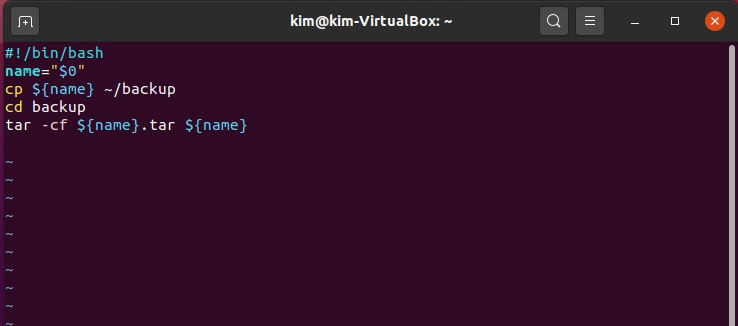 kim@kim-VirtualBox: ~
#!/bin/bash
name="$0"
cp ${name} ~/backup
cd backup
tar -cf ${name}.tar ${name}
~
~
~
~
~
~
~
~
~
~